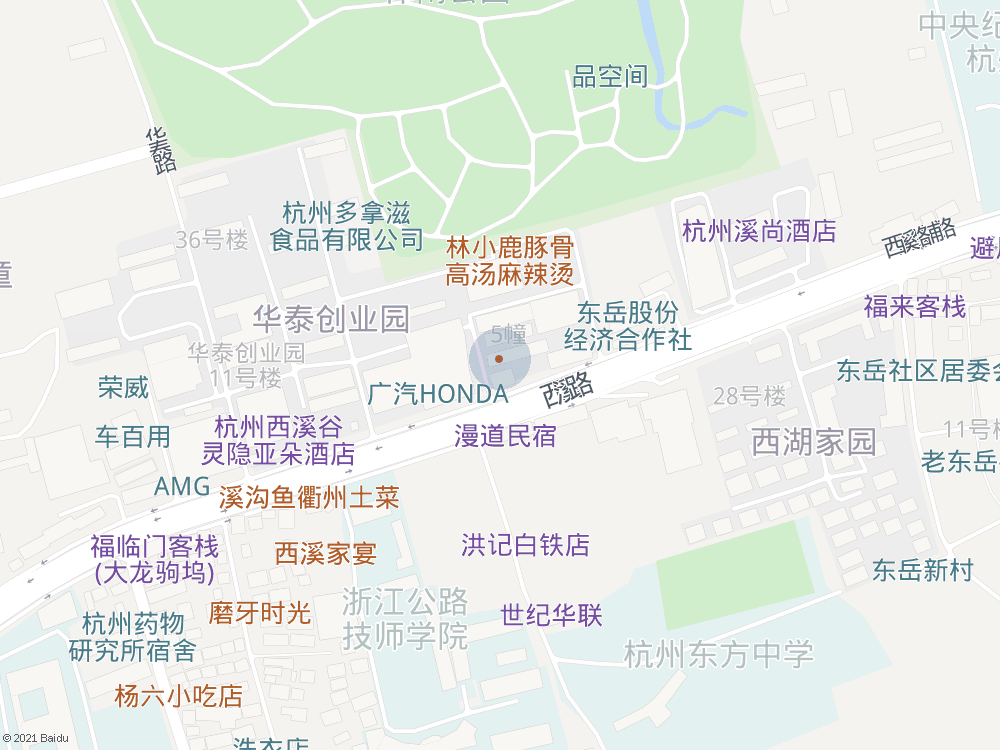 中央纪
杭州
品空间
华泰路
杭州多拿滋
食品有限公司
36号楼
林小鹿豚骨
高汤麻辣烫
杭州溪尚酒店
西溪路辅路
童
福来客栈
华泰创业园
5幢
东岳股份
经济合作社
华泰创业园
11号楼
东岳社区居委会
荣威
广汽HONDA
西溪路
28号楼
车百用
杭州西溪谷
灵隐亚朵酒店
漫道民宿
西湖家园
11号楼
老东岳
AMG
溪沟鱼衢州土菜
福临门客栈
(大龙驹坞)
西溪家宴
洪记白铁店
东岳新村
磨牙时光
浙江公路
技师学院
世纪华联
杭州药物
研究所宿舍
杭州东方中学
杨六小吃店
洗衣店
© 2021 Baidu